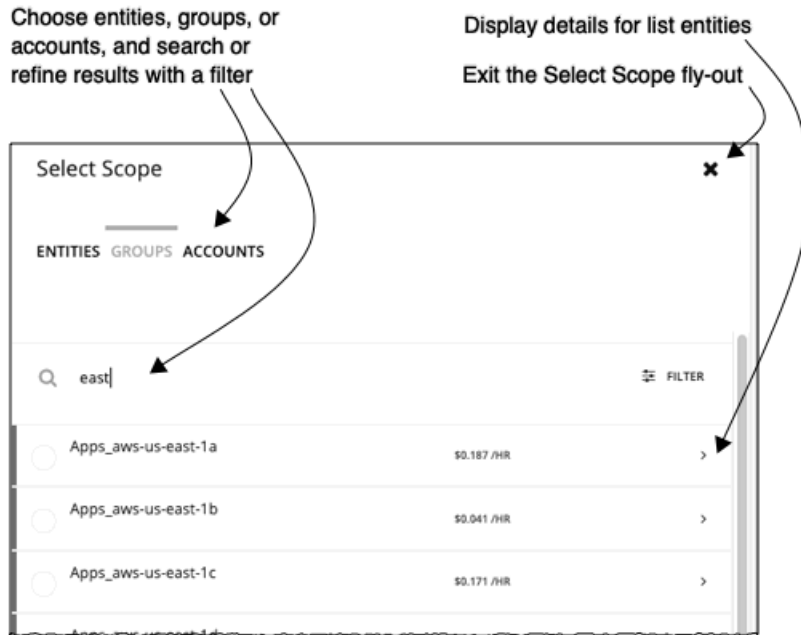 Choose entities, groups, or
accounts, and search or
refine results with a filter
Display details for list entities
Exit the Select Scope fly-out
Select Scope
ENTITIES GROUPS ACCOUNTS
east
FILTER
Apps_aws-us-east-1a $0.187 /HR
Apps_aws-us-east-1b $0.041 /HR
Apps_aws-us-east-1c $0.171 /HR